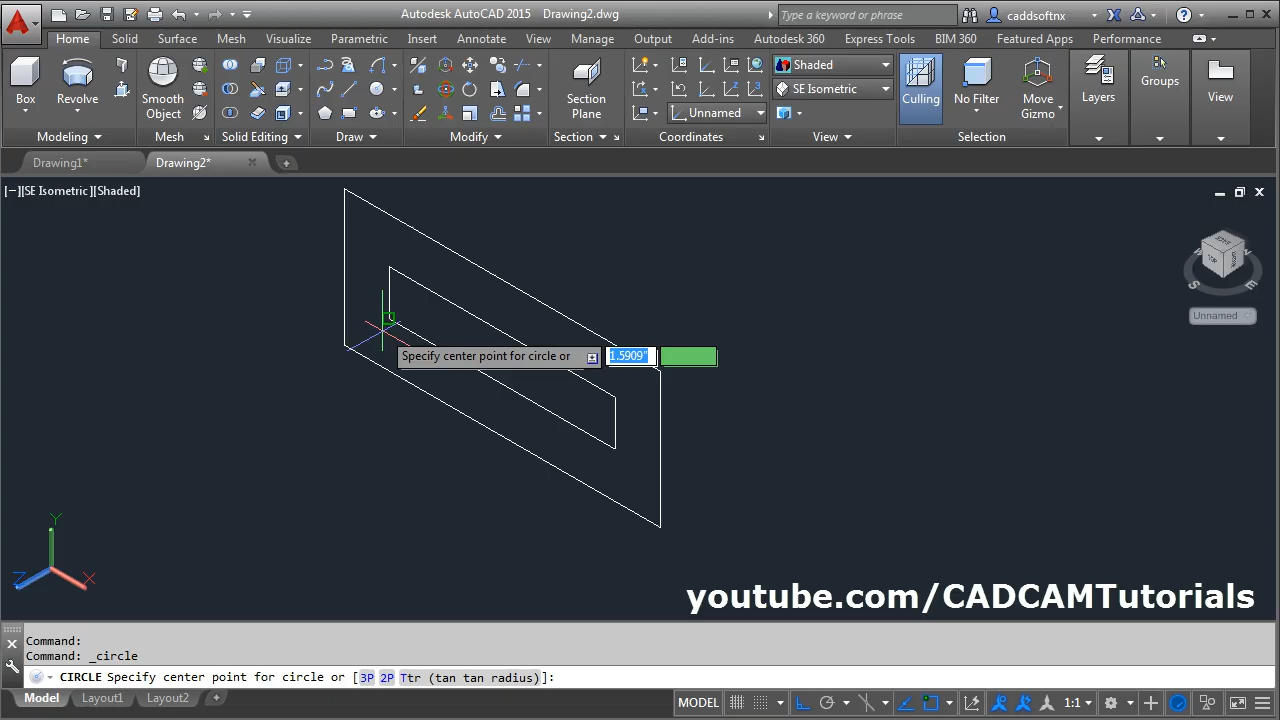 Autodesk AutoCAD 2015 Drawing2.dwg
Type a keyword or phrase
caddsoftnx
Home Solid Surface Mesh Visualize Parametric Insert Annotate View Manage Output Add-ins Autodesk 360 Express Tools BIM 360 Featured Apps Performance
Shaded
SE Isometric
Unnamed
Box
Revolve
Smooth Object
Section Plane
Culling
No Filter
Move Gizmo
Layers
Groups
View
Modeling Mesh Solid Editing Draw Modify Section Coordinates View Selection
Drawing1* Drawing2*
[−][SE Isometric][Shaded]
TOP
S
Unnamed
Specify center point for circle or 1.5909"
Y
Z X
youtube.com/CADCAMTutorials
Command:
Command: _circle
CIRCLE Specify center point for circle or [3P 2P Ttr (tan tan radius)]:
Model Layout1 Layout2
MODEL 1:1